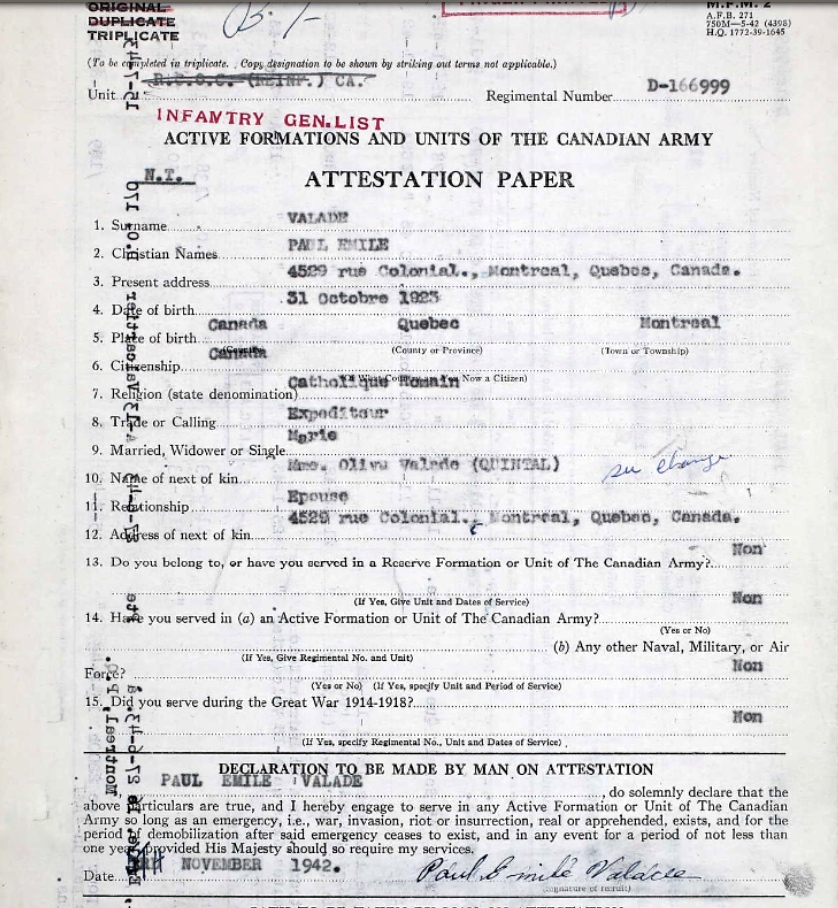 ORIGINAL
DUPLICATE
TRIPLICATE
M.F.M. 2
A.F.B. 271
750M—5-42 (4398)
H.Q. 1772-39-1645
(To be completed in triplicate. Copy designation to be shown by striking out terms not applicable.)
Unit R.C.O.C. (REINF.) CA. Regimental Number D-166999
INFANTRY GEN.LIST
ACTIVE FORMATIONS AND UNITS OF THE CANADIAN ARMY
N.T. ATTESTATION PAPER
1. Surname VALADE
2. Christian Names PAUL EMILE
3. Present address 4529 rue Colonial., Montreal, Quebec, Canada.
4. Date of birth 31 Octobre 1923
5. Place of birth Canada Quebec Montreal
(Country) (County or Province) (Town or Township)
6. Citizenship Canada
(Of What Country are You Now a Citizen)
7. Religion (state denomination) Catholique Romain
8. Trade or Calling Expediteur
9. Married, Widower or Single Marie
10. Name of next of kin Mrs. Oliva Valade (QUINTAL) su change
11. Relationship Epouse
12. Address of next of kin 4529 rue Colonial., Montreal, Quebec, Canada.
13. Do you belong to, or have you served in a Reserve Formation or Unit of The Canadian Army? Non
(If Yes, Give Unit and Dates of Service)
14. Have you served in (a) an Active Formation or Unit of The Canadian Army? Non
(Yes or No)
(b) Any other Naval, Military, or Air
(If Yes, Give Regimental No. and Unit)
Force? Non
(Yes or No) (If Yes, specify Unit and Period of Service)
15. Did you serve during the Great War 1914-1918? Non
(If Yes, specify Regimental No., Unit and Dates of Service)
DECLARATION TO BE MADE BY MAN ON ATTESTATION
PAUL EMILE VALADE , do solemnly declare that the
above particulars are true, and I hereby engage to serve in any Active Formation or Unit of The Canadian
Army so long as an emergency, i.e., war, invasion, riot or insurrection, real or apprehended, exists, and for the
period of demobilization after said emergency ceases to exist, and in any event for a period of not less than
one year, provided His Majesty should so require my services.
Date NOVEMBER 1942. Paul Emile Valade
(Signature of recruit)